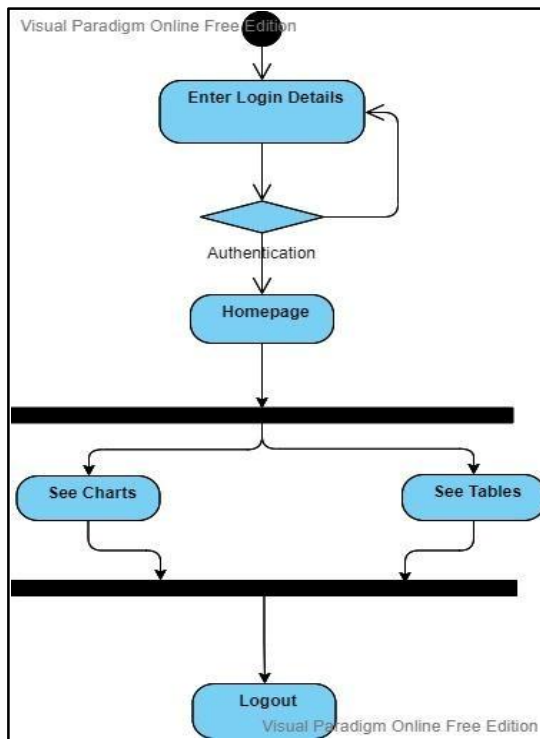 Visual Paradigm Online Free Edition
Enter Login Details
Authentication
Homepage
See Charts
See Tables
Logout
Visual Paradigm Online Free Edition